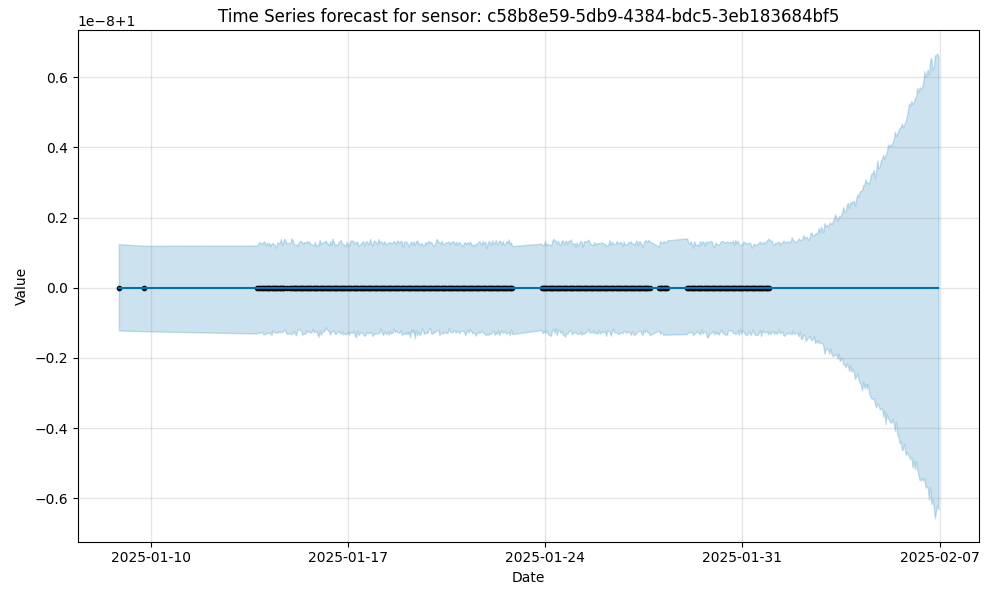 Time Series forecast for sensor: c58b8e59-5db9-4384-bdc5-3eb183684bf5
1e−8+1
0.6
0.4
0.2
0.0
−0.2
−0.4
−0.6
Value
2025-01-10 2025-01-17 2025-01-24 2025-01-31 2025-02-07
Date